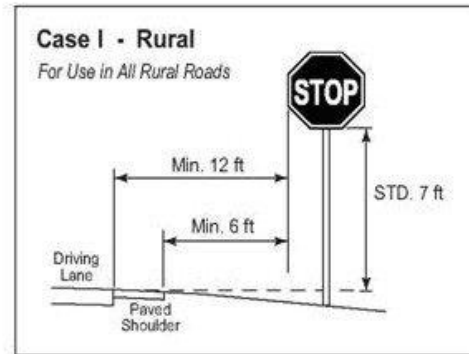 Case I - Rural
For Use in All Rural Roads
STOP
Min. 12 ft
STD. 7 ft
Min. 6 ft
Driving
Lane
Paved
Shoulder